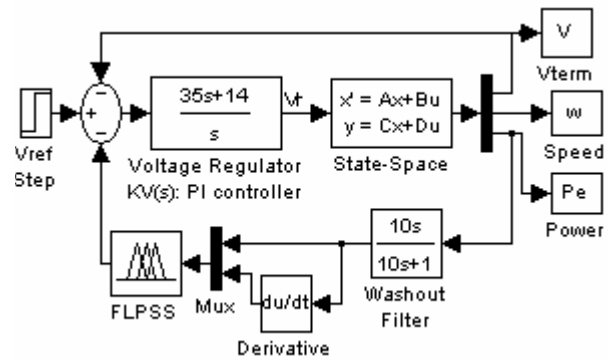 V
Vterm
35s+14
s
Vf
x' = Ax+Bu
y = Cx+Du
w
Speed
Vref
Step
Voltage Regulator
KV(s): PI controller
State-Space
Pe
Power
10s
10s+1
Washout
Filter
FLPSS
Mux
du/dt
Derivative